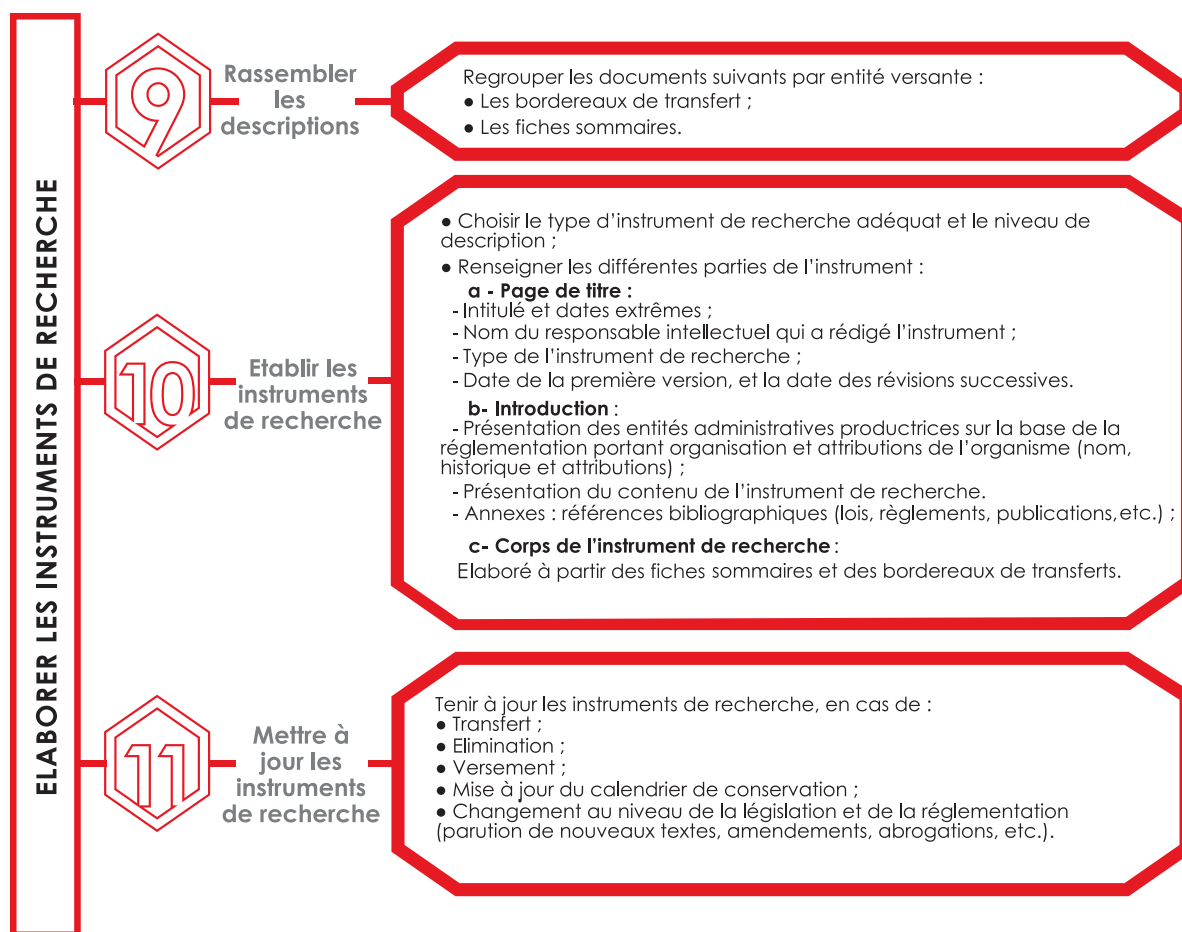 ELABORER LES INSTRUMENTS DE RECHERCHE
9
Rassembler
les
descriptions
Regrouper les documents suivants par entité versante :
● Les bordereaux de transfert ;
● Les fiches sommaires.
10
Etablir les
instruments
de recherche
● Choisir le type d’instrument de recherche adéquat et le niveau de
description ;
● Renseigner les différentes parties de l’instrument :
a - Page de titre :
- Intitulé et dates extrêmes ;
- Nom du responsable intellectuel qui a rédigé l’instrument ;
- Type de l’instrument de recherche ;
- Date de la première version, et la date des révisions successives.
b- Introduction :
- Présentation des entités administratives productrices sur la base de la
réglementation portant organisation et attributions de l’organisme (nom,
historique et attributions) ;
- Présentation du contenu de l’instrument de recherche.
- Annexes : références bibliographiques (lois, règlements, publications, etc.) ;
c- Corps de l’instrument de recherche :
Elaboré à partir des fiches sommaires et des bordereaux de transferts.
11
Mettre à
jour les
instruments
de recherche
Tenir à jour les instruments de recherche, en cas de :
● Transfert ;
● Elimination ;
● Versement ;
● Mise à jour du calendrier de conservation ;
● Changement au niveau de la législation et de la réglementation
(parution de nouveaux textes, amendements, abrogations, etc.).